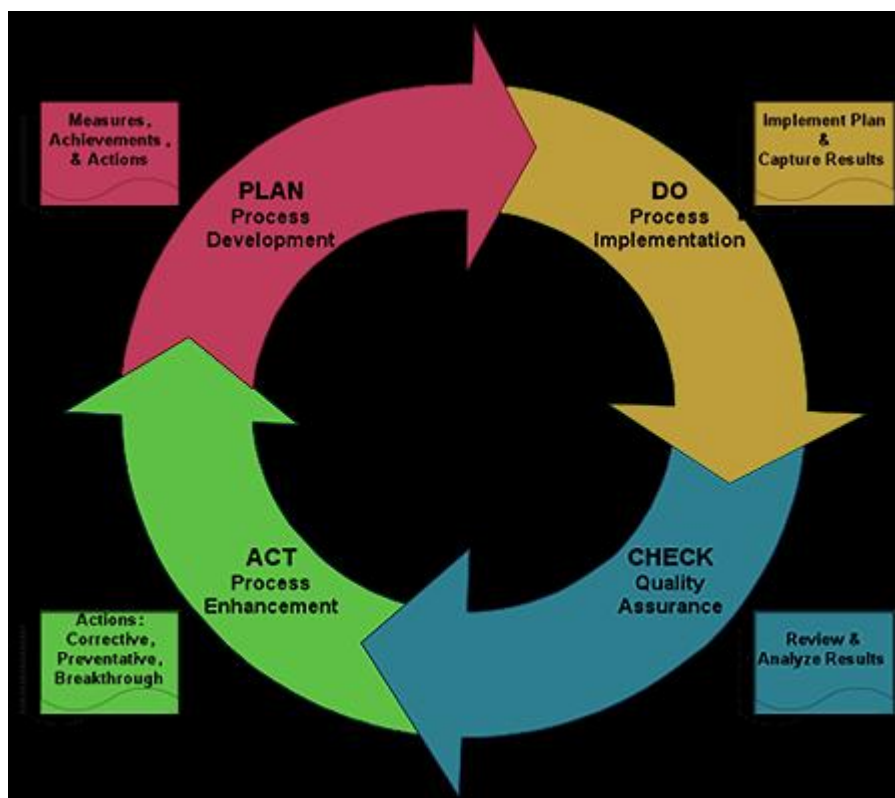 Measures,
Achievements,
& Actions
Implement Plan
&
Capture Results
PLAN
Process
Development
DO
Process
Implementation
ACT
Process
Enhancement
CHECK
Quality
Assurance
Actions:
Corrective,
Preventative,
Breakthrough
Review &
Analyze Results